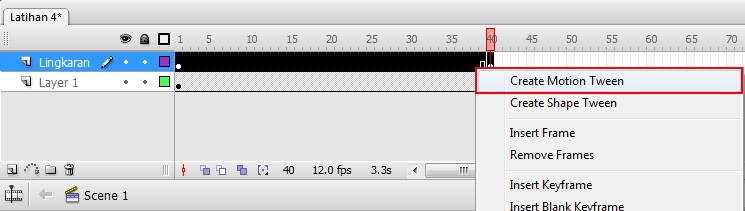 Latihan 4*
1 5 10 15 20 25 30 35 40 45 50 55 60 65 70
Lingkaran
Layer 1
Create Motion Tween
Create Shape Tween
Insert Frame
Remove Frames
Insert Keyframe
Insert Blank Keyframe
40 12.0 fps 3.3s
Scene 1